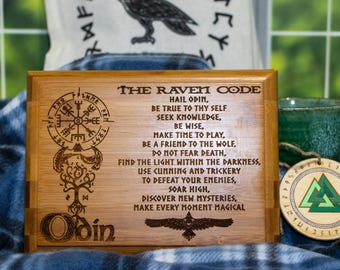 THE RAVEN CODE
HAIL ODIN,
BE TRUE TO THY SELF
SEEK KNOWLEDGE,
BE WISE,
MAKE TIME TO PLAY,
BE A FRIEND TO THE WOLF,
DO NOT FEAR DEATH,
FIND THE LIGHT WITHIN THE DARKNESS,
USE CUNNING AND TRICKERY
TO DEFEAT YOUR ENEMIES,
SOAR HIGH,
DISCOVER NEW MYSTERIES,
MAKE EVERY MOMENT MAGICAL
Odin